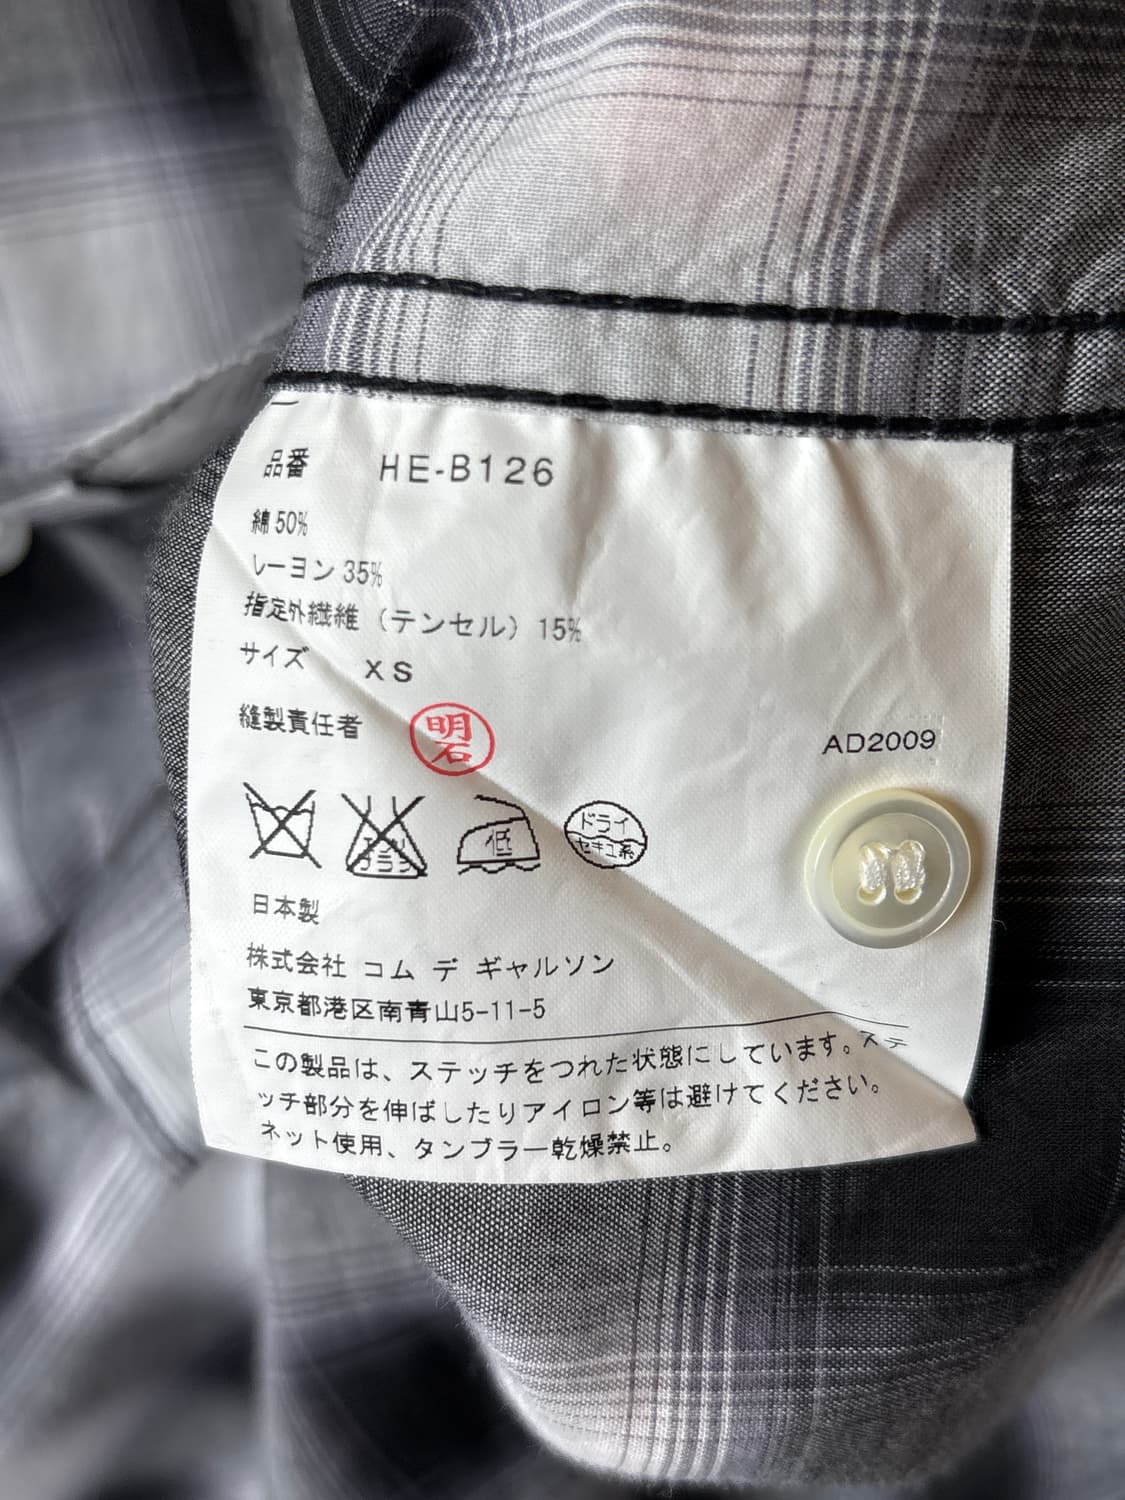 品番 HE-B126
綿 50%
レーヨン 35%
指定外繊維（テンセル）15%
サイズ XS
縫製責任者 明石
AD2009
エンソ
フラシ
低
ドライ
セキユ系
日本製
株式会社 コム デ ギャルソン
東京都港区南青山5-11-5
この製品は、ステッチをつれた状態にしています。ステ
ッチ部分を伸ばしたりアイロン等は避けてください。
ネット使用、タンブラー乾燥禁止。